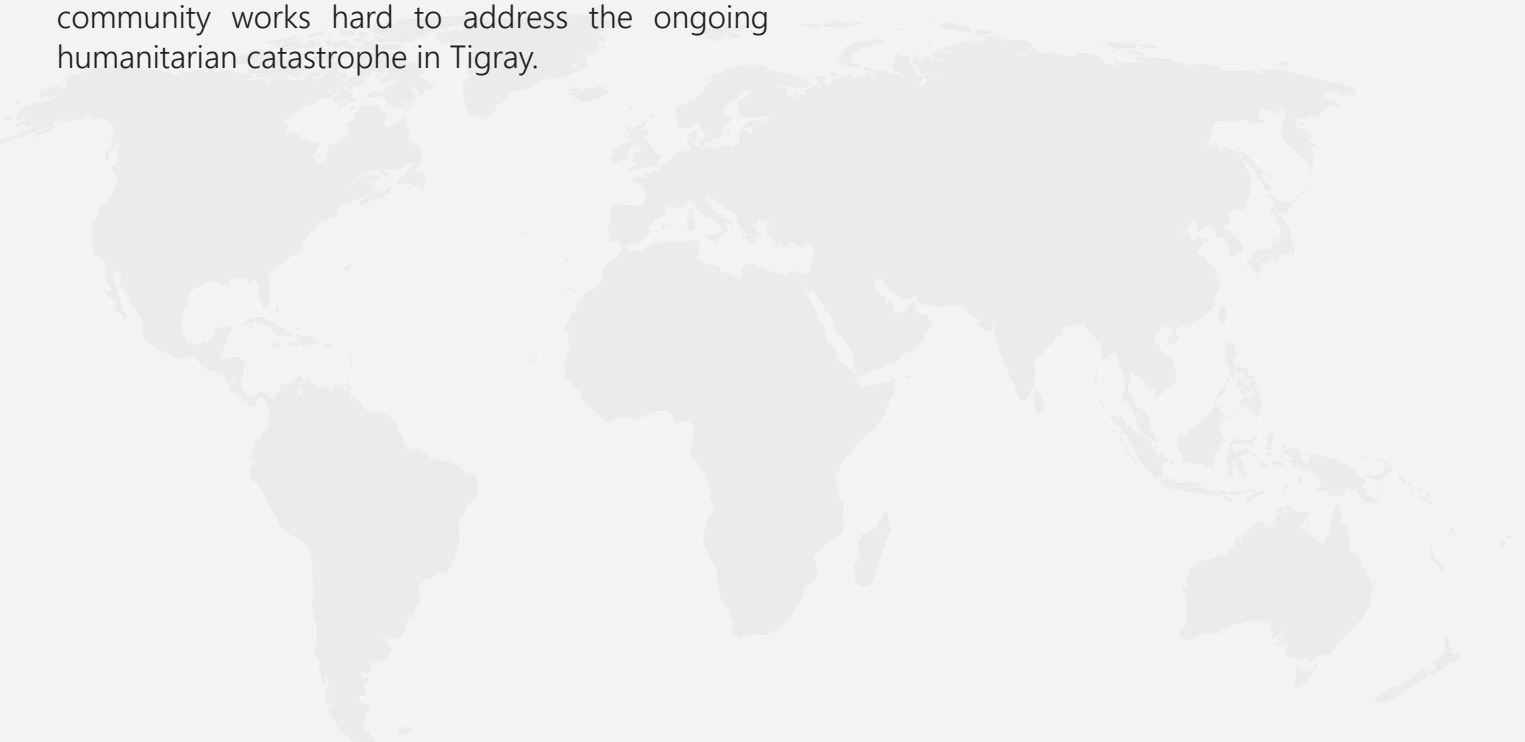 community works hard to address the ongoing
humanitarian catastrophe in Tigray.